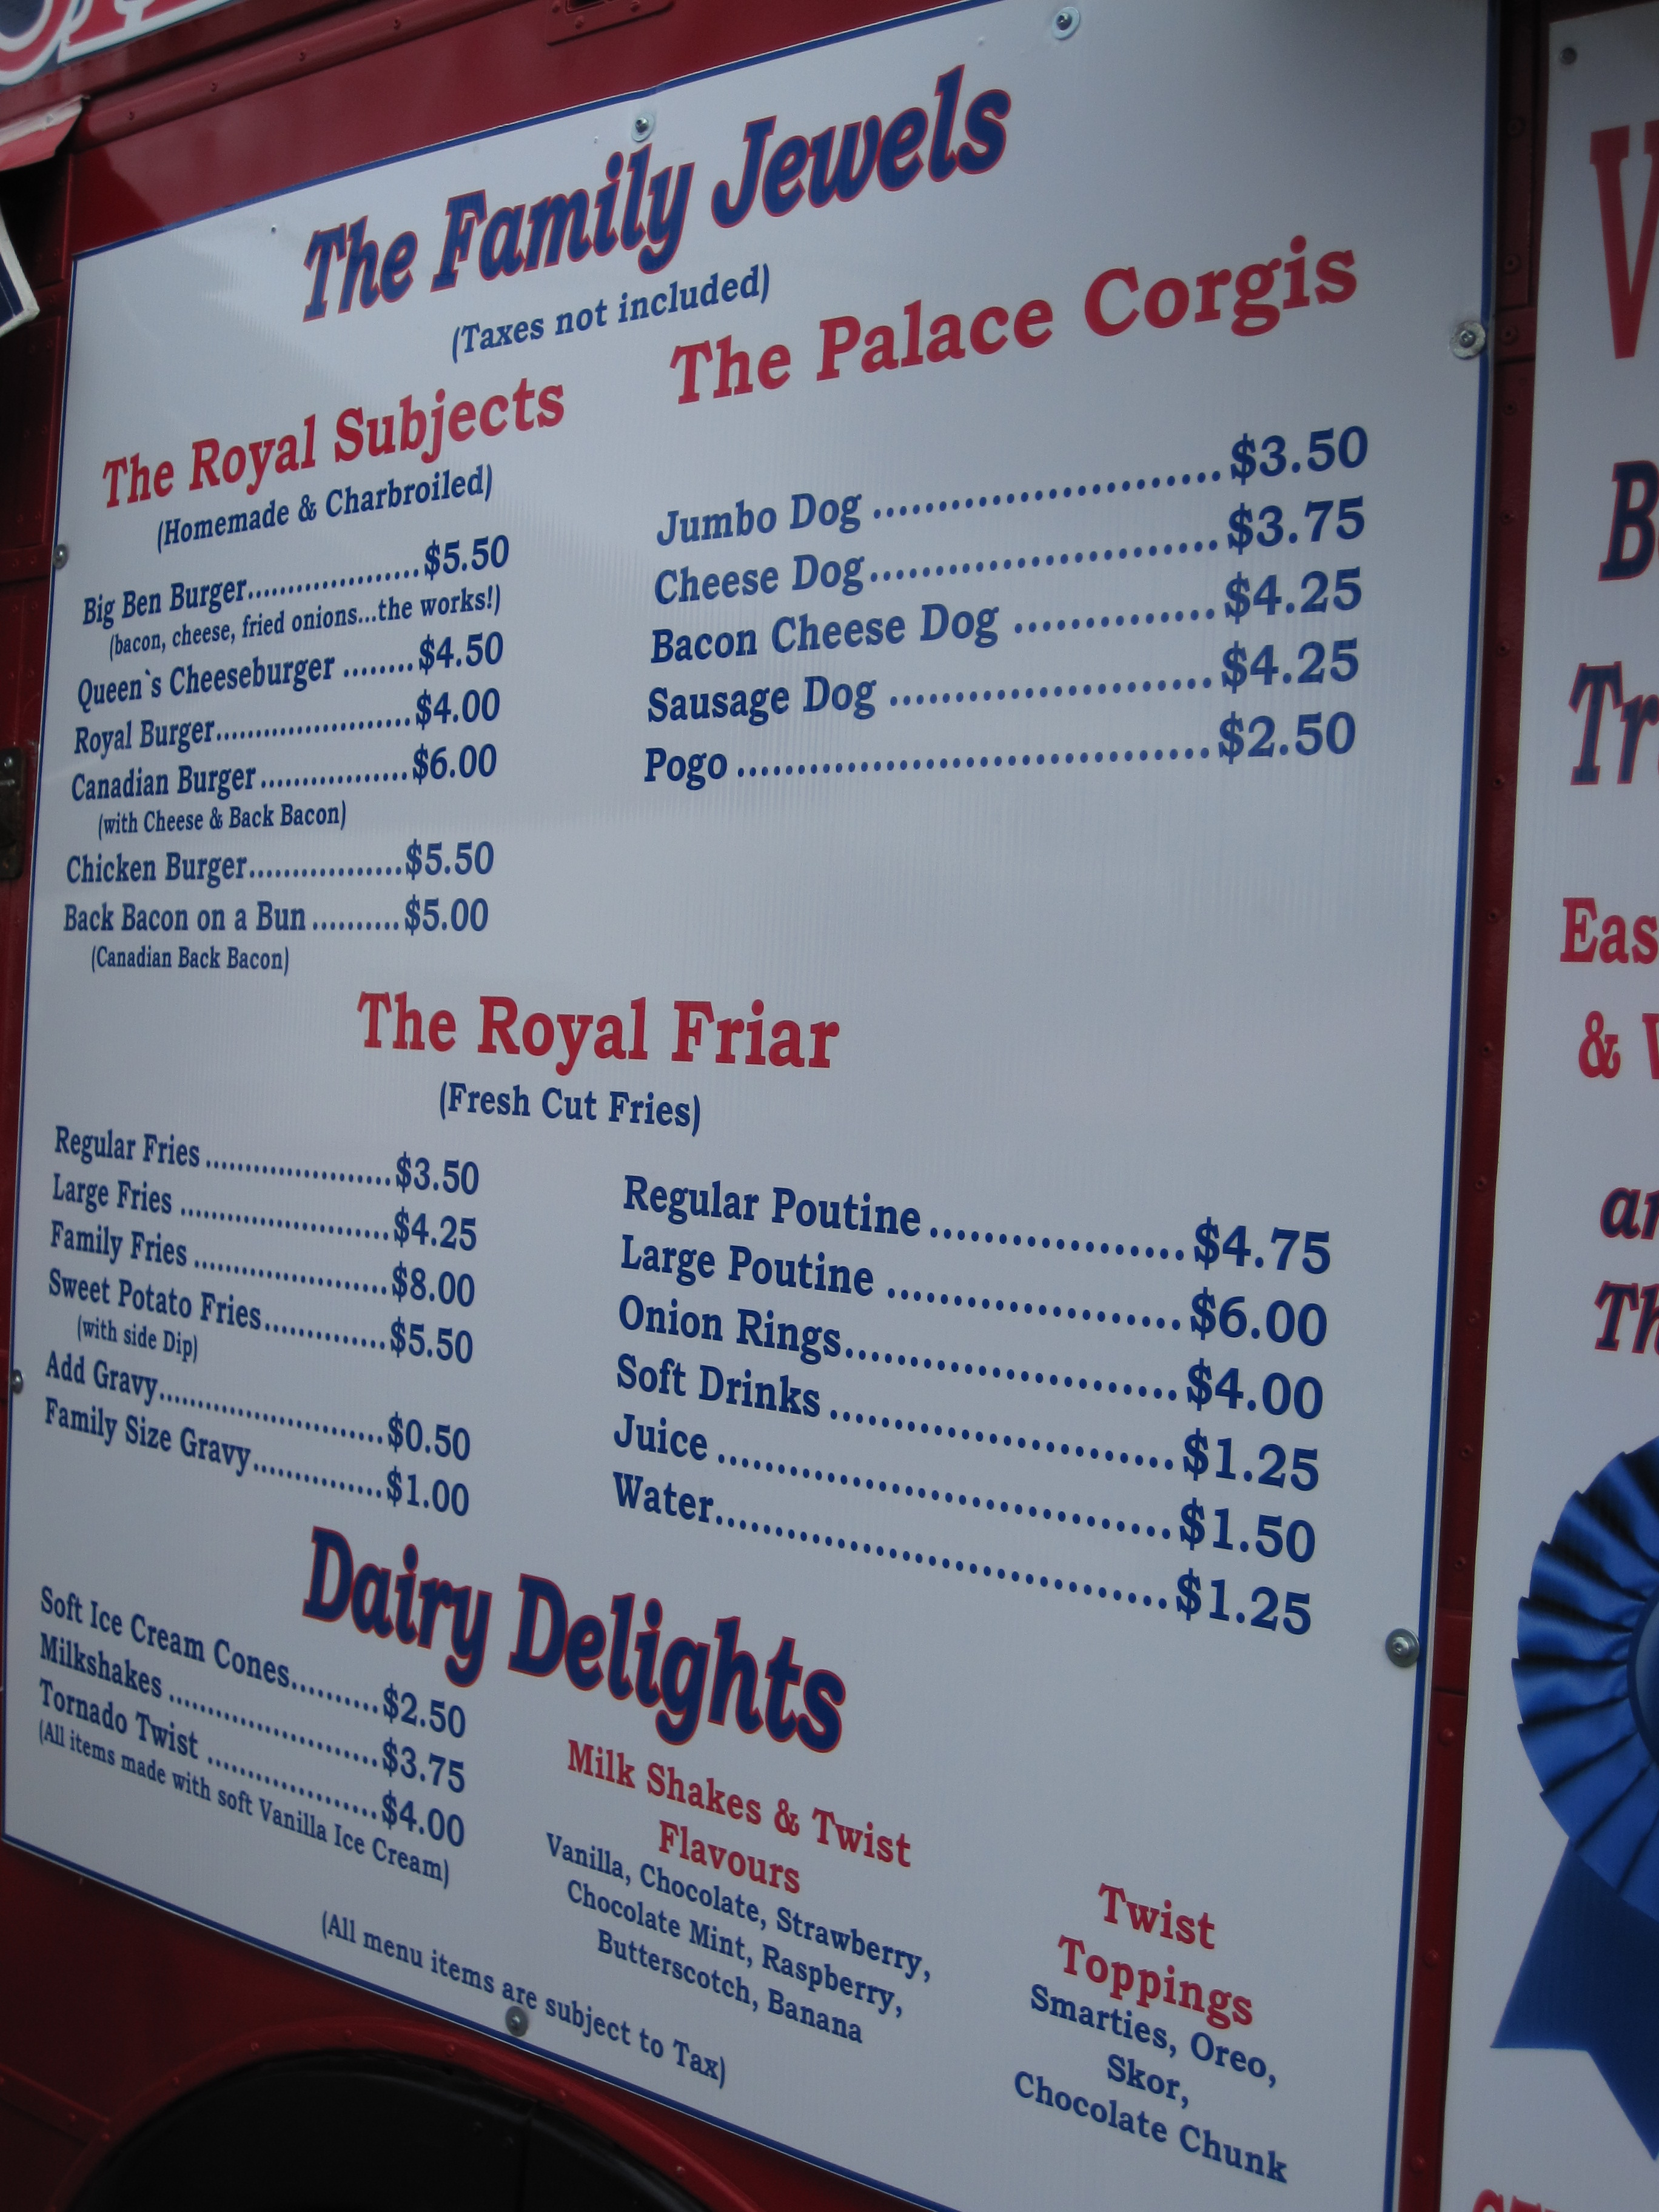 The Family Jewels
(Taxes not included)
The Royal Subjects
(Homemade & Charbroiled)
Big Ben Burger...................$5.50
(bacon, cheese, fried onions...the works!)
Queen`s Cheeseburger ........$4.50
Royal Burger......................$4.00
Canadian Burger................$6.00
(with Cheese & Back Bacon)
Chicken Burger.................$5.50
Back Bacon on a Bun ..........$5.00
(Canadian Back Bacon)
The Palace Corgis
Jumbo Dog ........................$3.50
Cheese Dog........................$3.75
Bacon Cheese Dog ..............$4.25
Sausage Dog ......................$4.25
Pogo ................................$2.50
The Royal Friar
(Fresh Cut Fries)
Regular Fries ......................$3.50
Large Fries ........................$4.25
Family Fries ......................$8.00
Sweet Potato Fries..............$5.50
(with side Dip)
Add Gravy..........................$0.50
Family Size Gravy...............$1.00
Regular Poutine ..................$4.75
Large Poutine ....................$6.00
Onion Rings.......................$4.00
Soft Drinks ........................$1.25
Juice ................................$1.50
Water................................$1.25
Dairy Delights
Soft Ice Cream Cones..........$2.50
Milkshakes ........................$3.75
Tornado Twist ....................$4.00
(All items made with soft Vanilla Ice Cream)
Milk Shakes & Twist
Flavours
Vanilla, Chocolate, Strawberry,
Chocolate Mint, Raspberry,
Butterscotch, Banana
Twist
Toppings
Smarties, Oreo,
Skor,
Chocolate Chunk
(All menu items are subject to Tax)
&